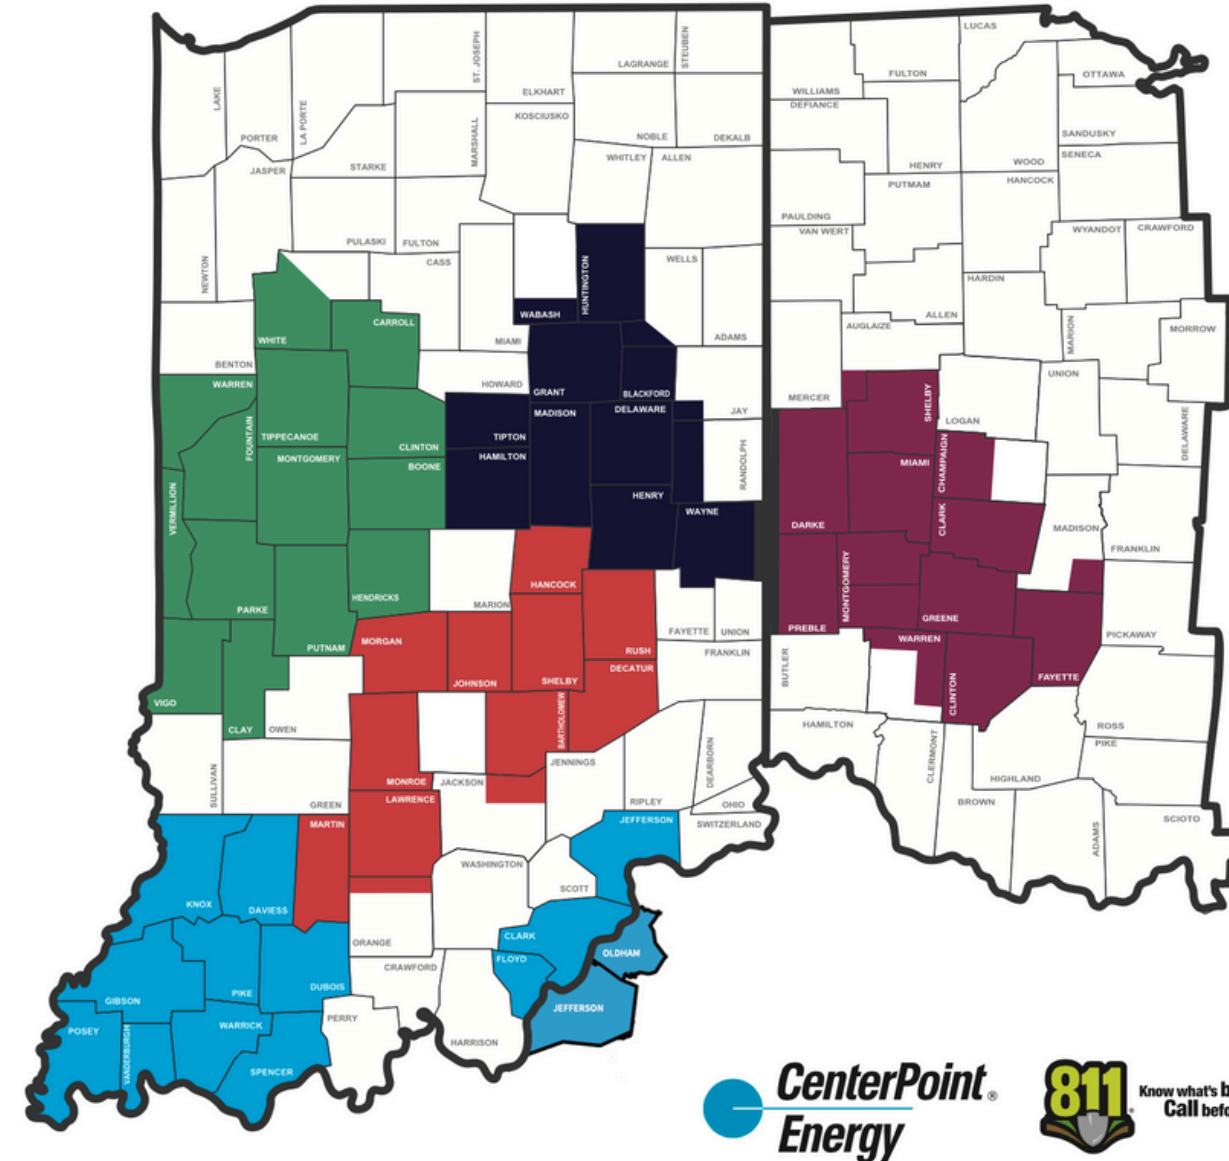 LUCAS
STEUBEN
ST. JOSEPH
LAGRANGE
FULTON
OTTAWA
LAKE
LA PORTE
ELKHART
WILLIAMS
DEFIANCE
KOSCIUSKO
MARSHALL
PORTER
NOBLE
DEKALB
SANDUSKY
SENECA
JASPER
STARKE
WHITLEY
ALLEN
HENRY
WOOD
PUTMAM
HANCOCK
PAULDING
VAN WERT
WYANDOT
CRAWFORD
NEWTON
PULASKI
FULTON
CASS
HUNTINGTON
WELLS
HARDIN
WABASH
CARROLL
WHITE
MIAMI
ADAMS
AUGLAIZE
ALLEN
MARION
MORROW
BENTON
WARREN
HOWARD
GRANT
BLACKFORD
MERCER
SHELBY
UNION
LOGAN
DELAWARE
FOUNTAIN
TIPPECANOE
CLINTON
TIPTON
MADISON
DELAWARE
JAY
MONTGOMERY
BOONE
HAMILTON
RANDOLPH
MIAMI
CHAMPAIGN
VERMILLION
HENRY
WAYNE
DARKE
CLARK
MADISON
FRANKLIN
PARKE
HENDRICKS
MARION
HANCOCK
MONTGOMERY
PUTNAM
MORGAN
RUSH
FAYETTE
UNION
PREBLE
GREENE
WARREN
PICKAWAY
FRANKLIN
JOHNSON
SHELBY
DECATUR
BUTLER
FAYETTE
VIGO
CLAY
OWEN
BARTHOLOMEW
CLINTON
HAMILTON
ROSS
PIKE
SULLIVAN
MONROE
JACKSON
JENNINGS
DEARBORN
CLERMONT
HIGHLAND
GREEN
LAWRENCE
RIPLEY
OHIO
BROWN
MARTIN
JEFFERSON
SWITZERLAND
ADAMS
SCIOTO
WASHINGTON
SCOTT
KNOX
DAVIESS
ORANGE
CLARK
FLOYD
OLDHAM
CRAWFORD
GIBSON
PIKE
DUBOIS
JEFFERSON
POSEY
VANDERBURGH
WARRICK
PERRY
HARRISON
SPENCER
CenterPoint®
Energy
811®
Know what's
Call